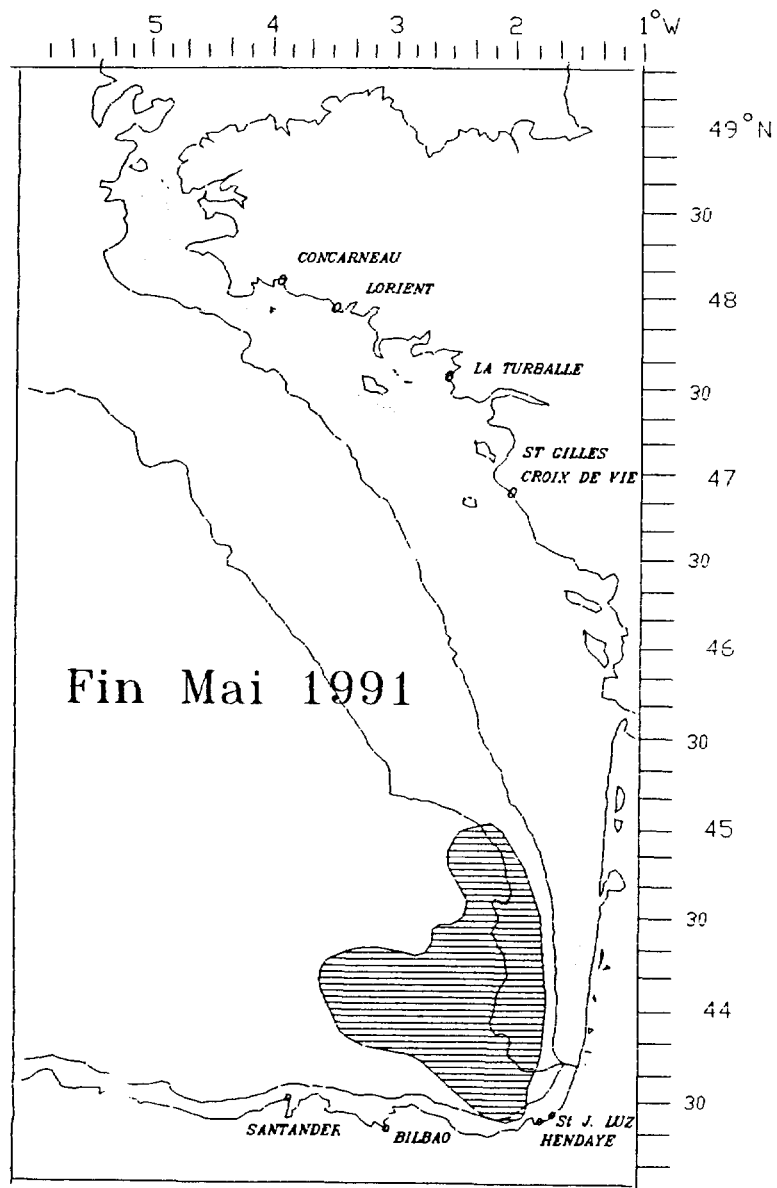 5 4 3 2 1°W
49°N
30
CONCARNEAU
LORIENT
48
LA TURBALLE
30
ST GILLES
CROIX DE VIE
47
30
46
Fin Mai 1991
30
45
30
44
30
St J. LUZ
SANTANDER
BILBAO
HENDAYE